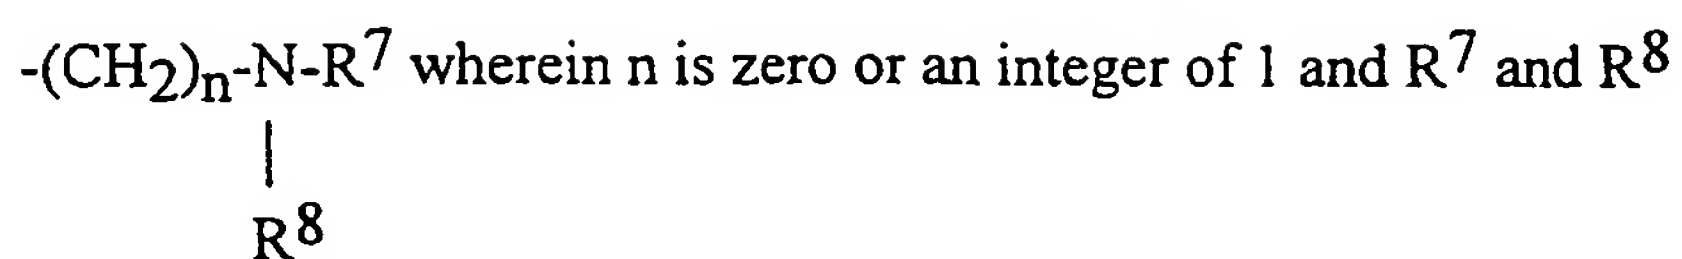 -(CH2)n-N-R7 wherein n is zero or an integer of 1 and R7 and R8
|
R8